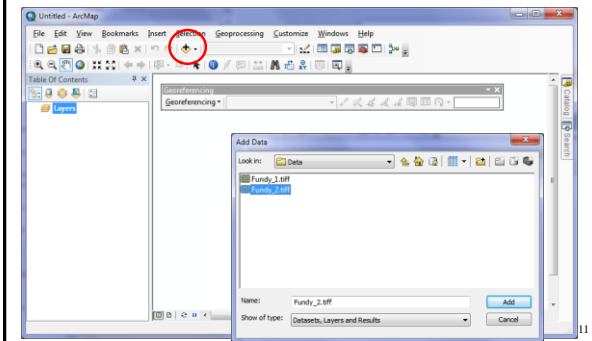 Untitled - ArcMap
File Edit View Bookmarks Insert Selection Geoprocessing Customize Windows Help
Table Of Contents
Layers
Georeferencing
Georeferencing
Catalog
Search
Add Data
Look in: Data
Fundy_1.tiff
Fundy_2.tiff
Name: Fundy_2.tiff Add
Show of type: Datasets, Layers and Results Cancel
11